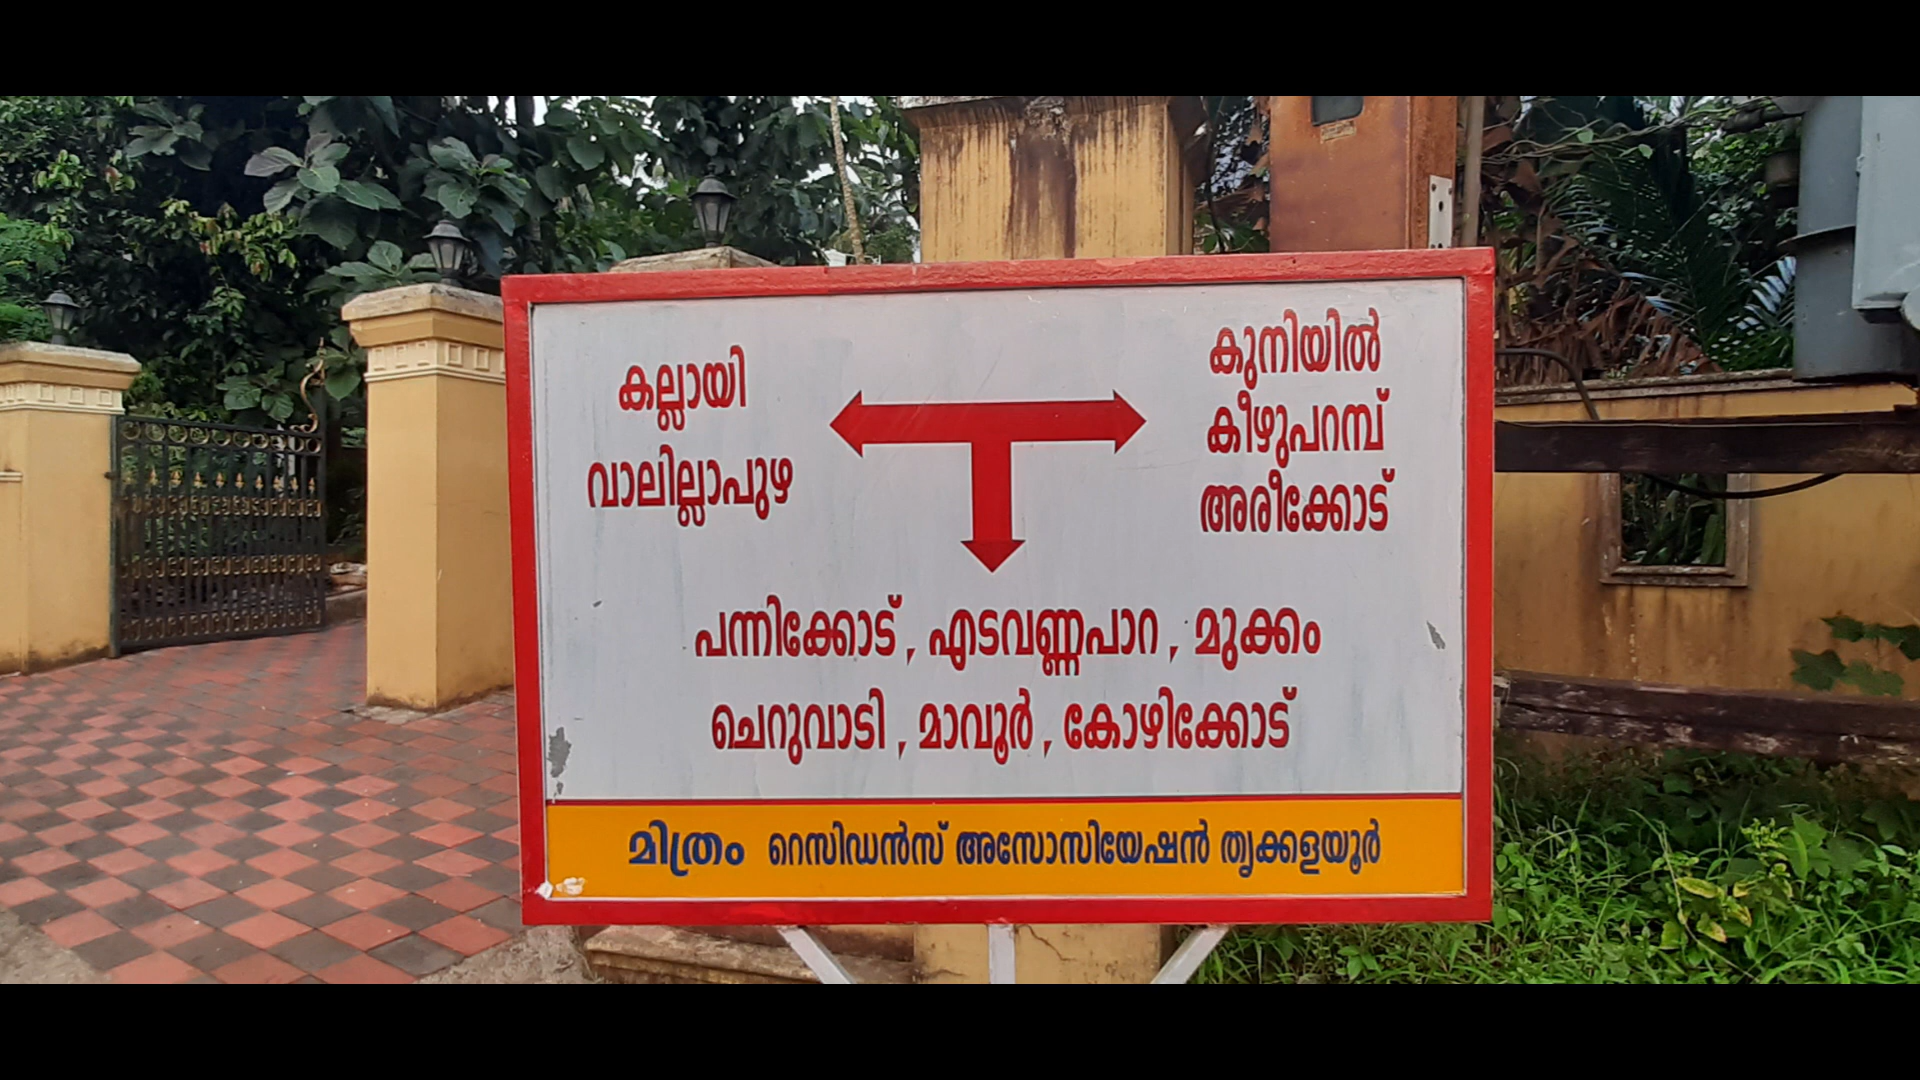 കല്ലായി
വാലില്ലാപുഴ
കുനിയിൽ
കീഴുപറമ്പ്
അരീക്കോട്
പന്നിക്കോട് , എടവണ്ണപാറ , മുക്കം
ചെറുവാടി , മാവൂർ , കോഴിക്കോട്
മിത്രം റെസിഡൻസ് അസോസിയേഷൻ തൃക്കളയൂർ